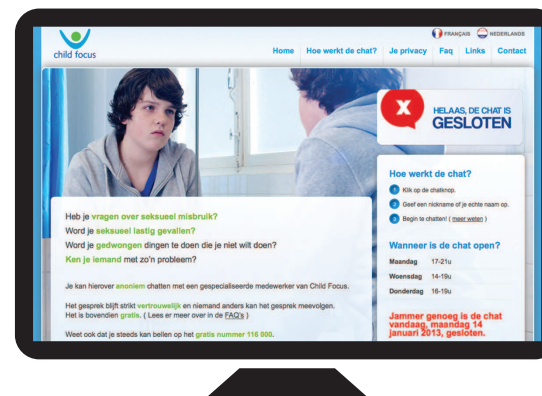 child focus
FRANÇAIS NEDERLANDS
Home Hoe werkt de chat? Je privacy Faq Links Contact
X
HELAAS, DE CHAT IS
GESLOTEN
Heb je vragen over seksueel misbruik?
Word je seksueel lastig gevallen?
Word je gedwongen dingen te doen die je niet wilt doen?
Ken je iemand met zo'n probleem?
Je kan hierover anoniem chatten met een gespecialiseerde medewerker van Child Focus.
Het gesprek blijft strikt vertrouwelijk en niemand anders kan het gesprek meevolgen.
Het is bovendien gratis. ( Lees er meer over in de FAQ's )
Weet ook dat je steeds kan bellen op het gratis nummer 116 000.
Hoe werkt de chat?
1 Klik op de chatknop.
2 Geef een nickname of je echte naam op.
3 Begin te chatten! ( meer weten )
Wanneer is de chat open?
Maandag 17-21u
Woensdag 14-19u
Donderdag 16-19u
Jammer genoeg is de chat
vandaag, maandag 14
januari 2013, gesloten.